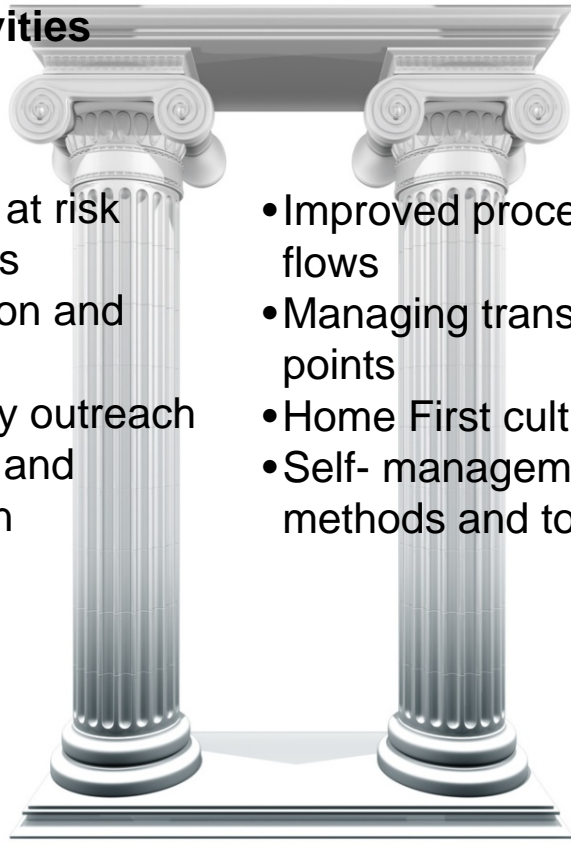 vities
at risk
s
on and
y outreach
and
n
•Improved proce
flows
•Managing trans
points
•Home First cult
•Self- managem
methods and to